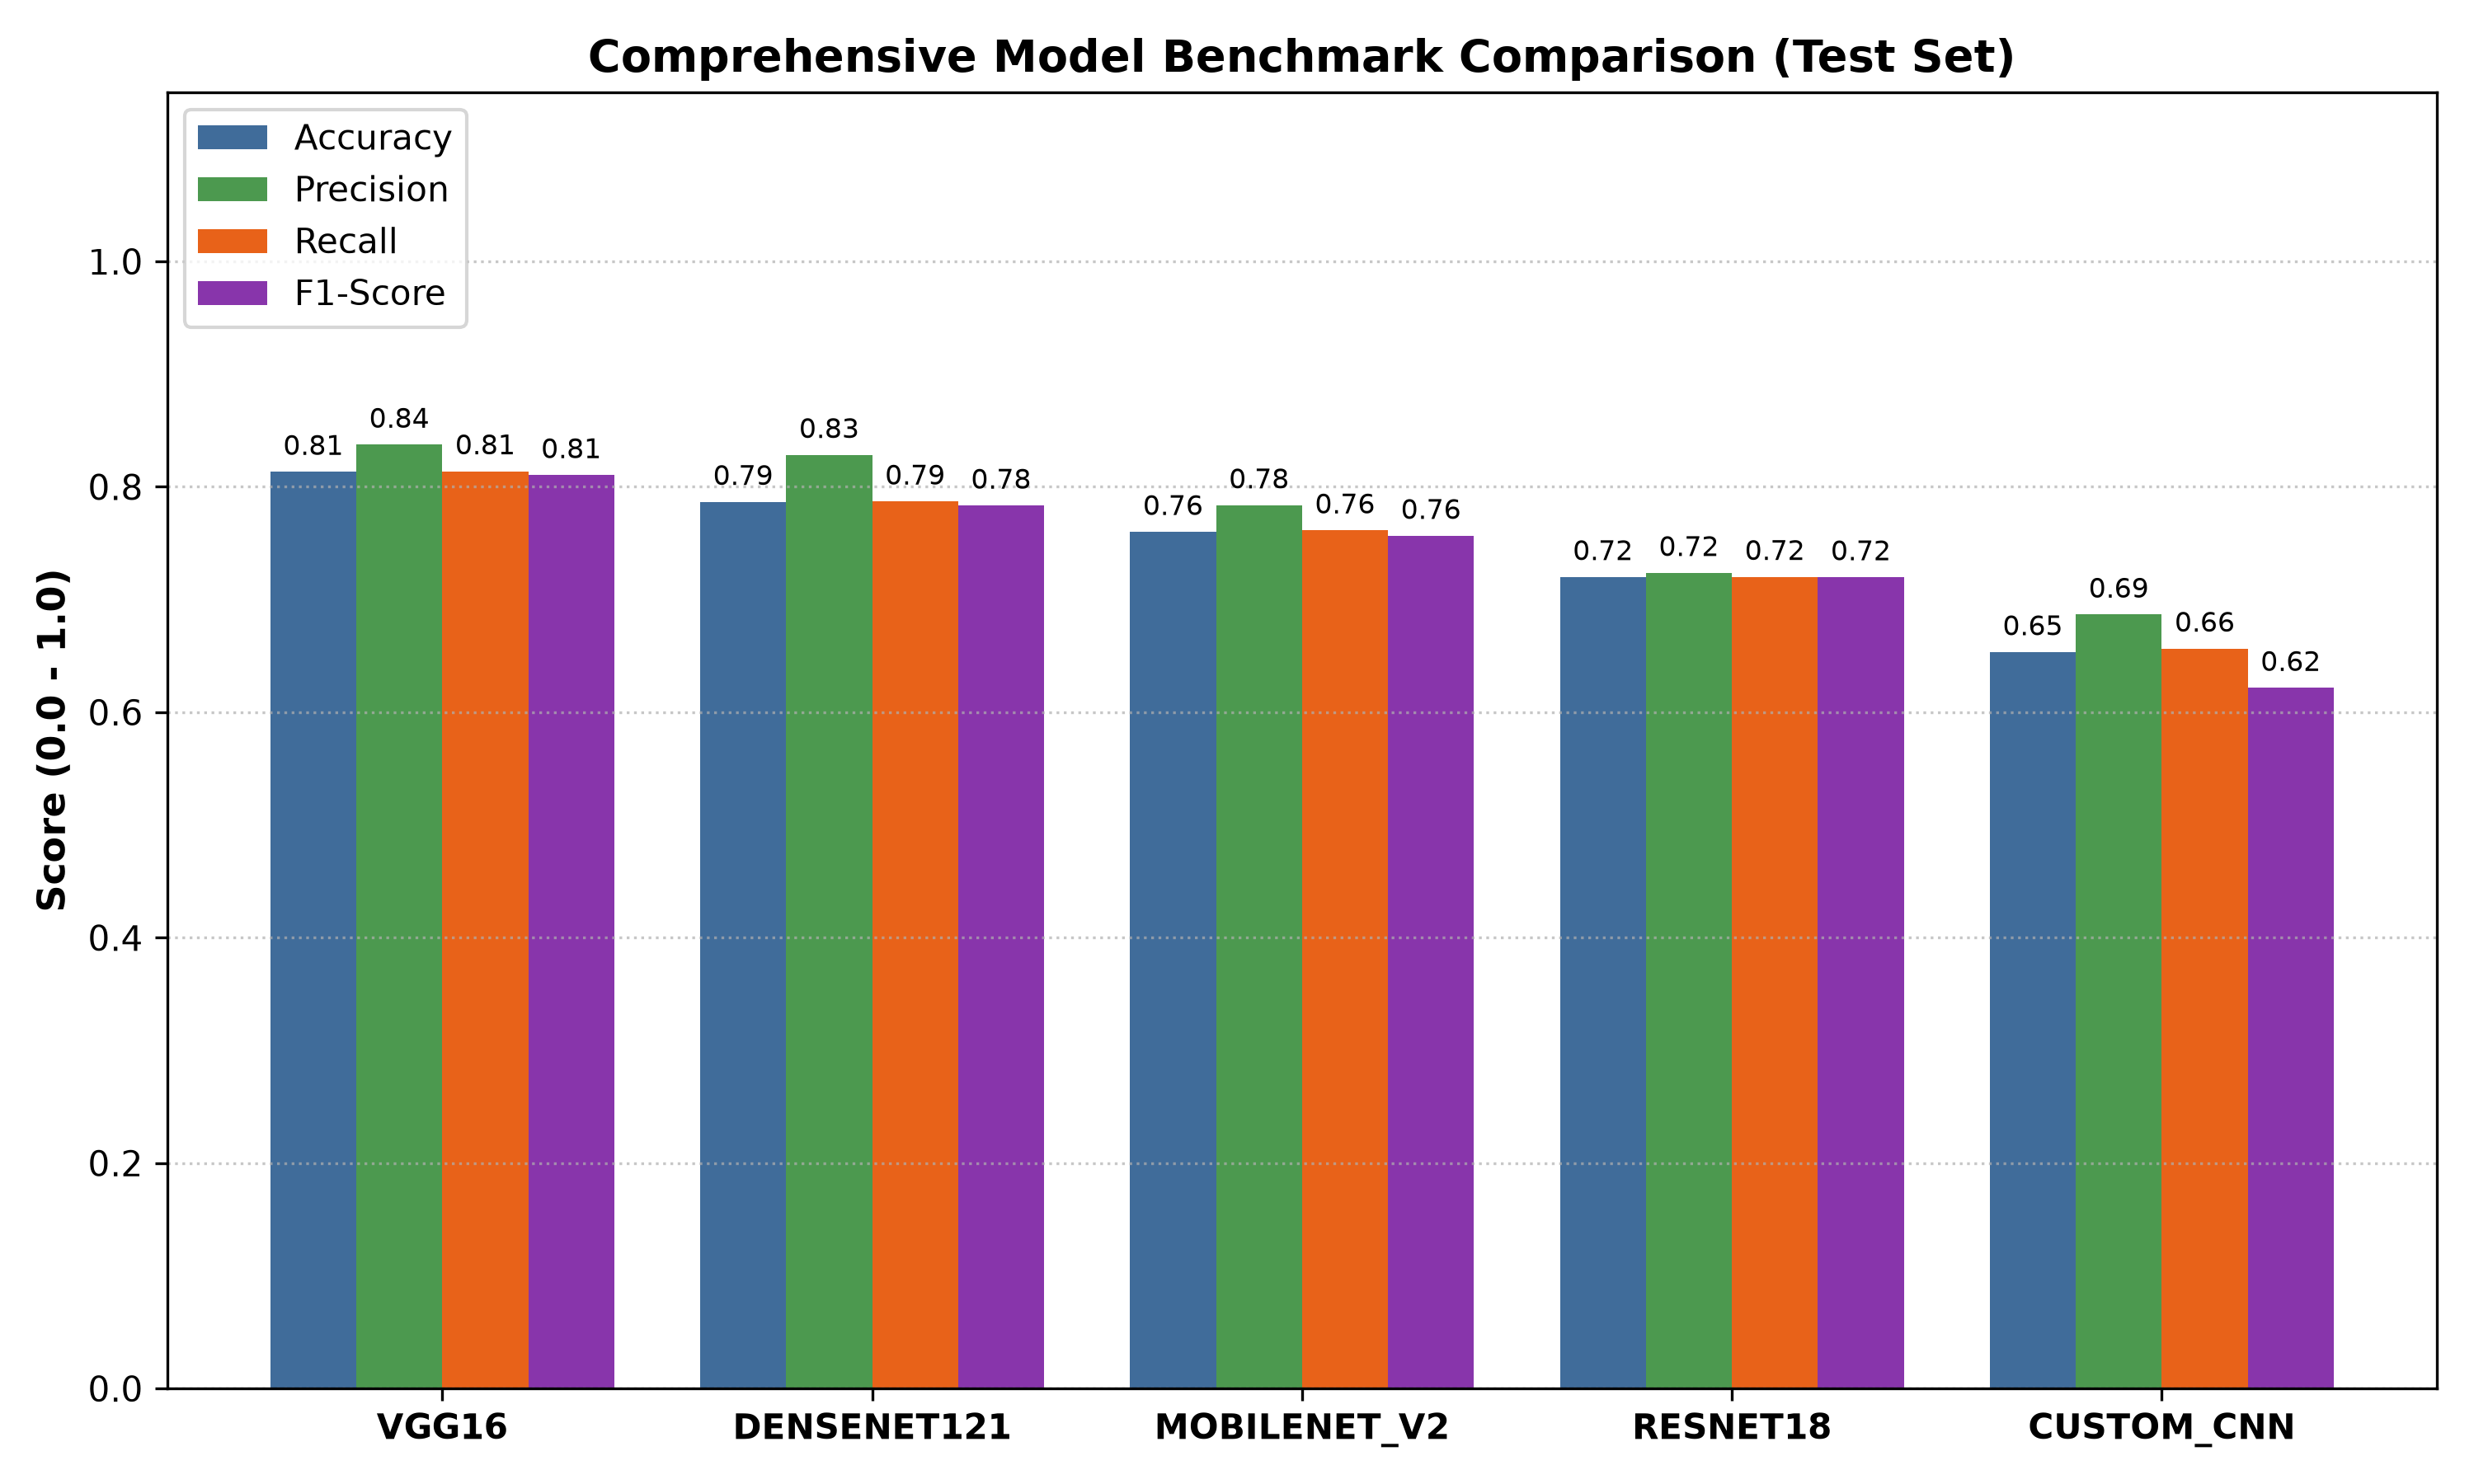 Comprehensive Model Benchmark Comparison (Test Set)
Accuracy
Precision
Recall
F1-Score
Score (0.0 - 1.0)
1.0
0.8
0.6
0.4
0.2
0.0
0.81 0.84 0.81 0.81
0.79 0.83 0.79 0.78
0.76 0.78 0.76 0.76
0.72 0.72 0.72 0.72
0.65 0.69 0.66 0.62
VGG16 DENSENET121 MOBILENET_V2 RESNET18 CUSTOM_CNN